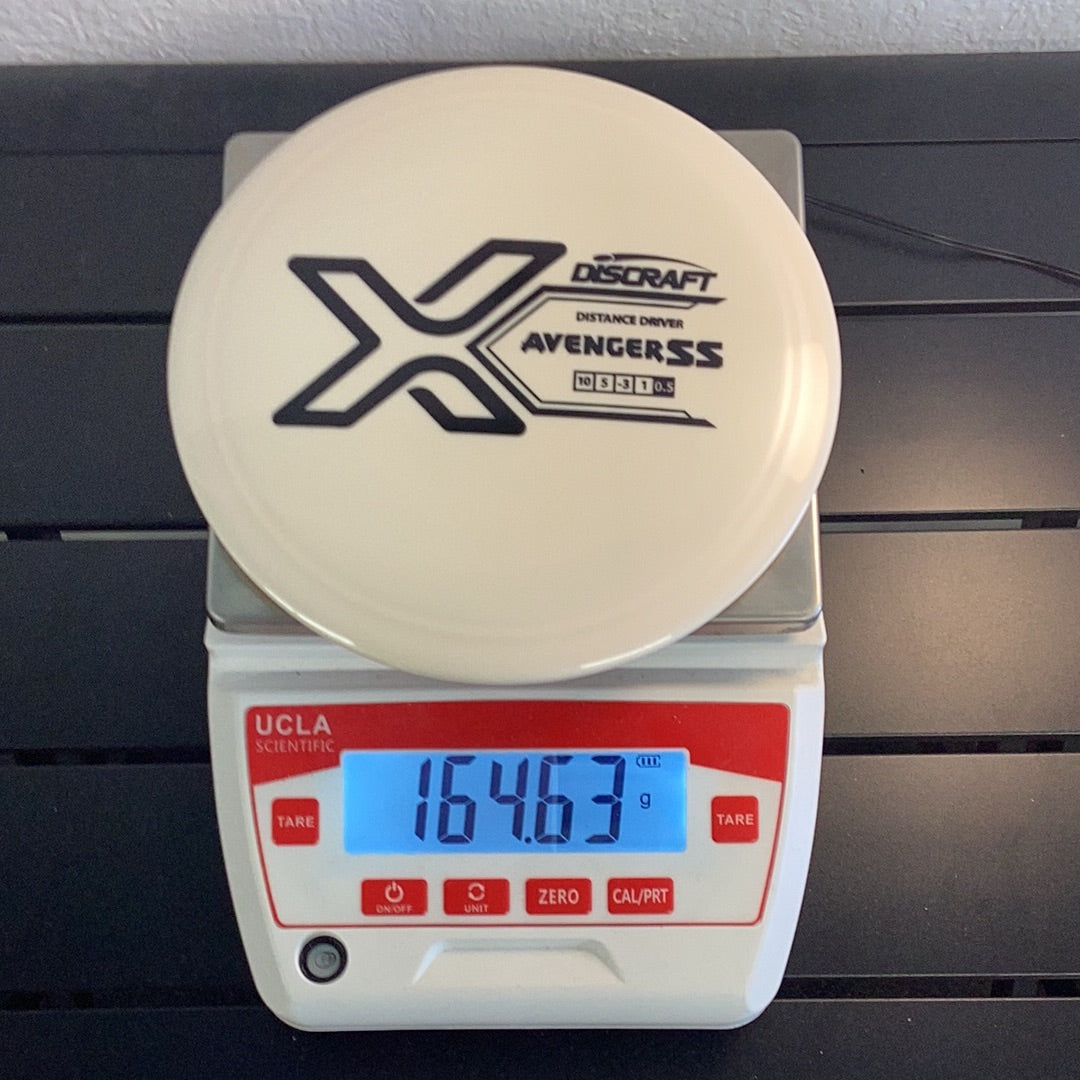 X
DISCRAFT
DISTANCE DRIVER
AVENGER SS
10 5 -3 1 0.5
UCLA
SCIENTIFIC
164.63 g
TARE
TARE
ON/OFF
UNIT
ZERO
CAL/PRT